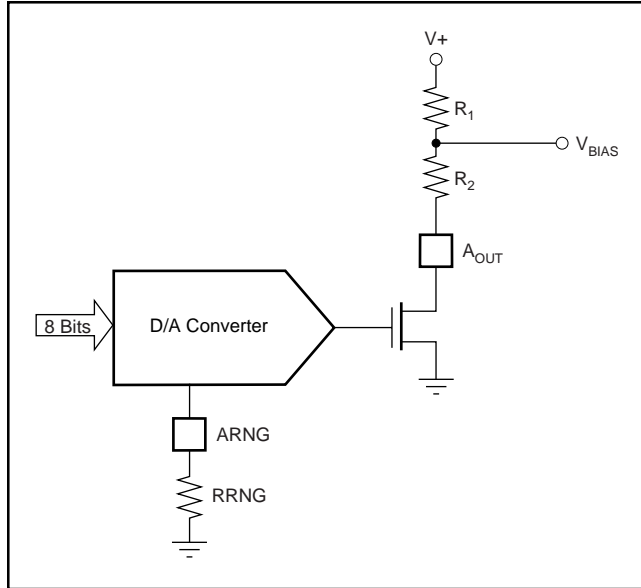 V+
R1
VBIAS
R2
AOUT
8 Bits
D/A Converter
ARNG
RRNG